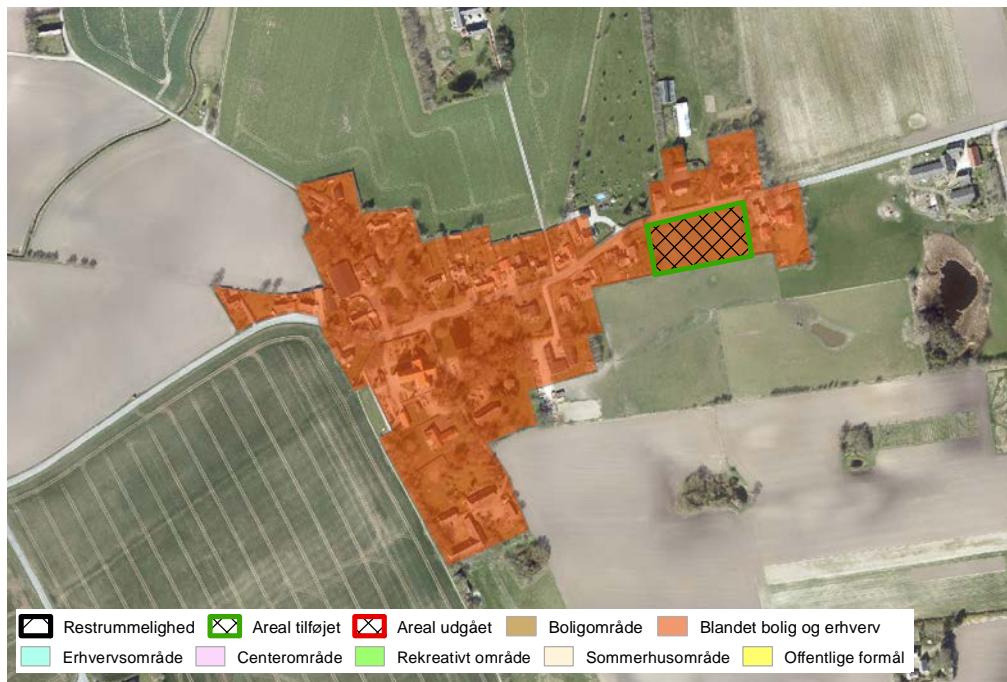 Restrummelighed Areal tilføjet Areal udgået Boligområde Blandet bolig og erhverv
Erhvervsområde Centerområde Rekreativt område Sommerhusområde Offentlige formål